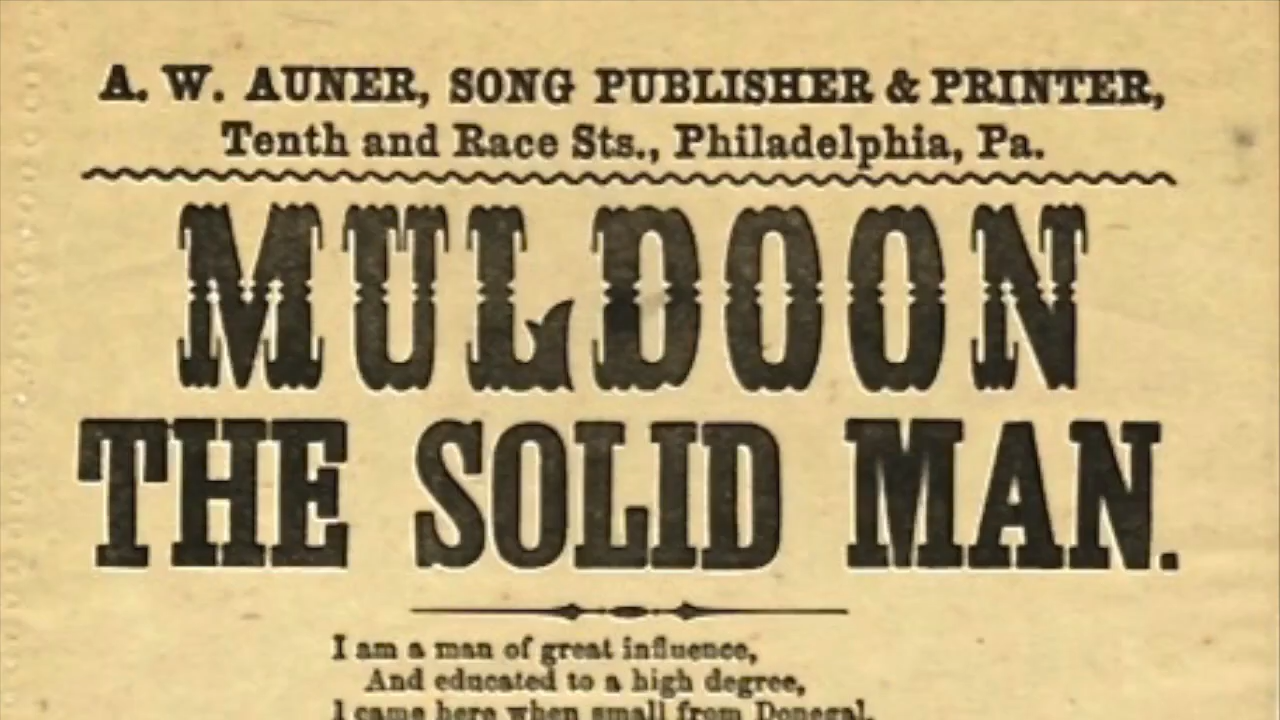 A. W. AUNER, SONG PUBLISHER & PRINTER,
Tenth and Race Sts., Philadelphia, Pa.
MULDOON
THE SOLID MAN.
I am a man of great influence,
And educated to a high degree,
I came here when small from Donegal,